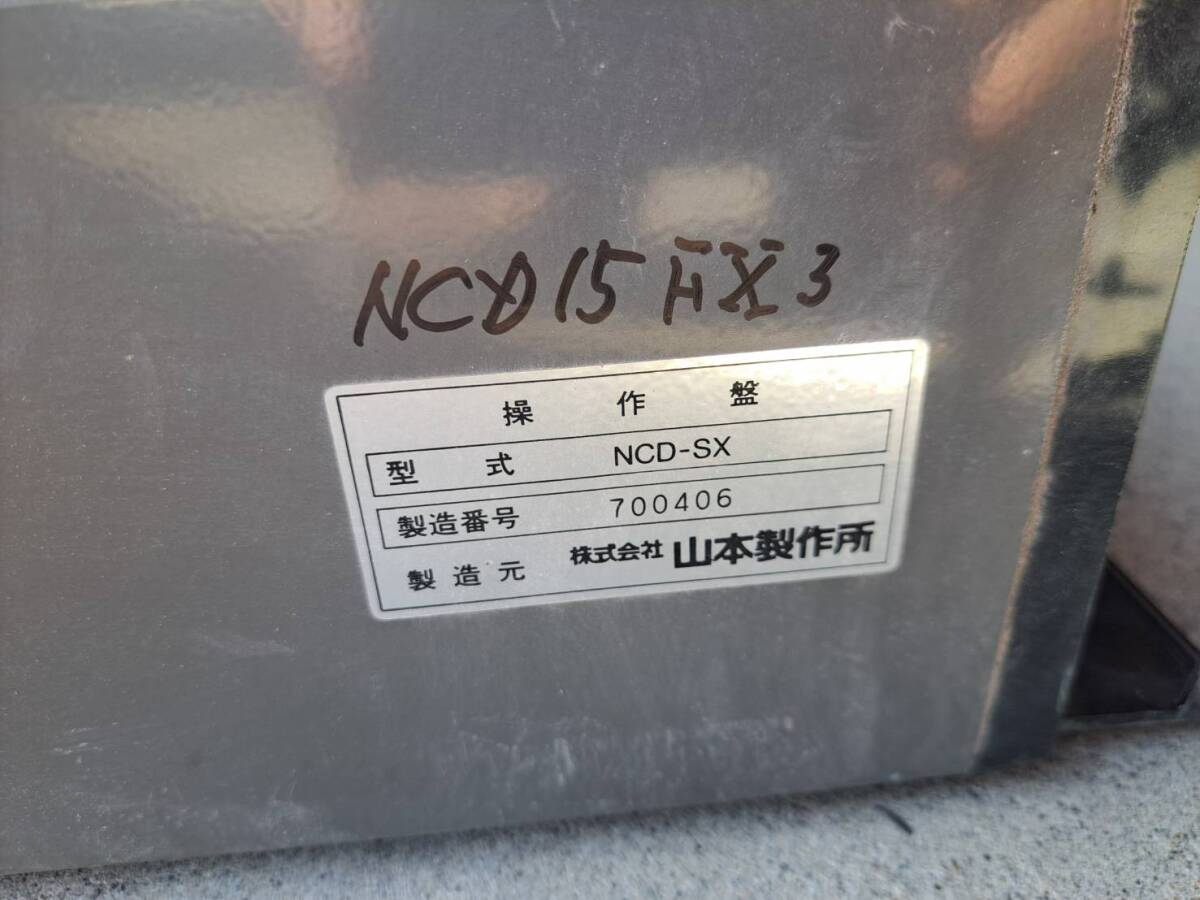 NCD15HX3
操作盤
型式 NCD-SX
製造番号 700406
製造元 株式会社 山本製作所